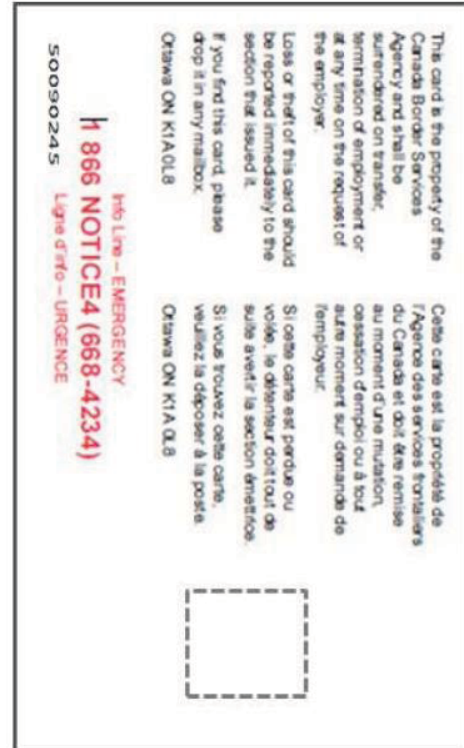 This card is the property of the
Canada Border Services
Agency and shall be
surrendered on transfer,
termination of employment or
at any time on the request of
the employer.
Loss or theft of this card should
be reported immediately to the
section that issued it.
If you find this card, please
drop it in any mailbox.
Ottawa ON K1A 0L8
Cette carte est la propriété de
l'Agence des services frontaliers
du Canada et doit être remise
au moment d'une mutation,
cessation d'emploi ou à tout
autre moment sur demande de
l'employeur.
Si cette carte est perdue ou
volée, le détenteur doit tout de
suite avertir la section émettrice.
Si vous trouvez cette carte,
veuillez la déposer à la poste.
Ottawa ON K1A 0L8
Info Line – EMERGENCY
1 866 NOTICE4 (668-4234)
Ligne d'info – URGENCE
50090245